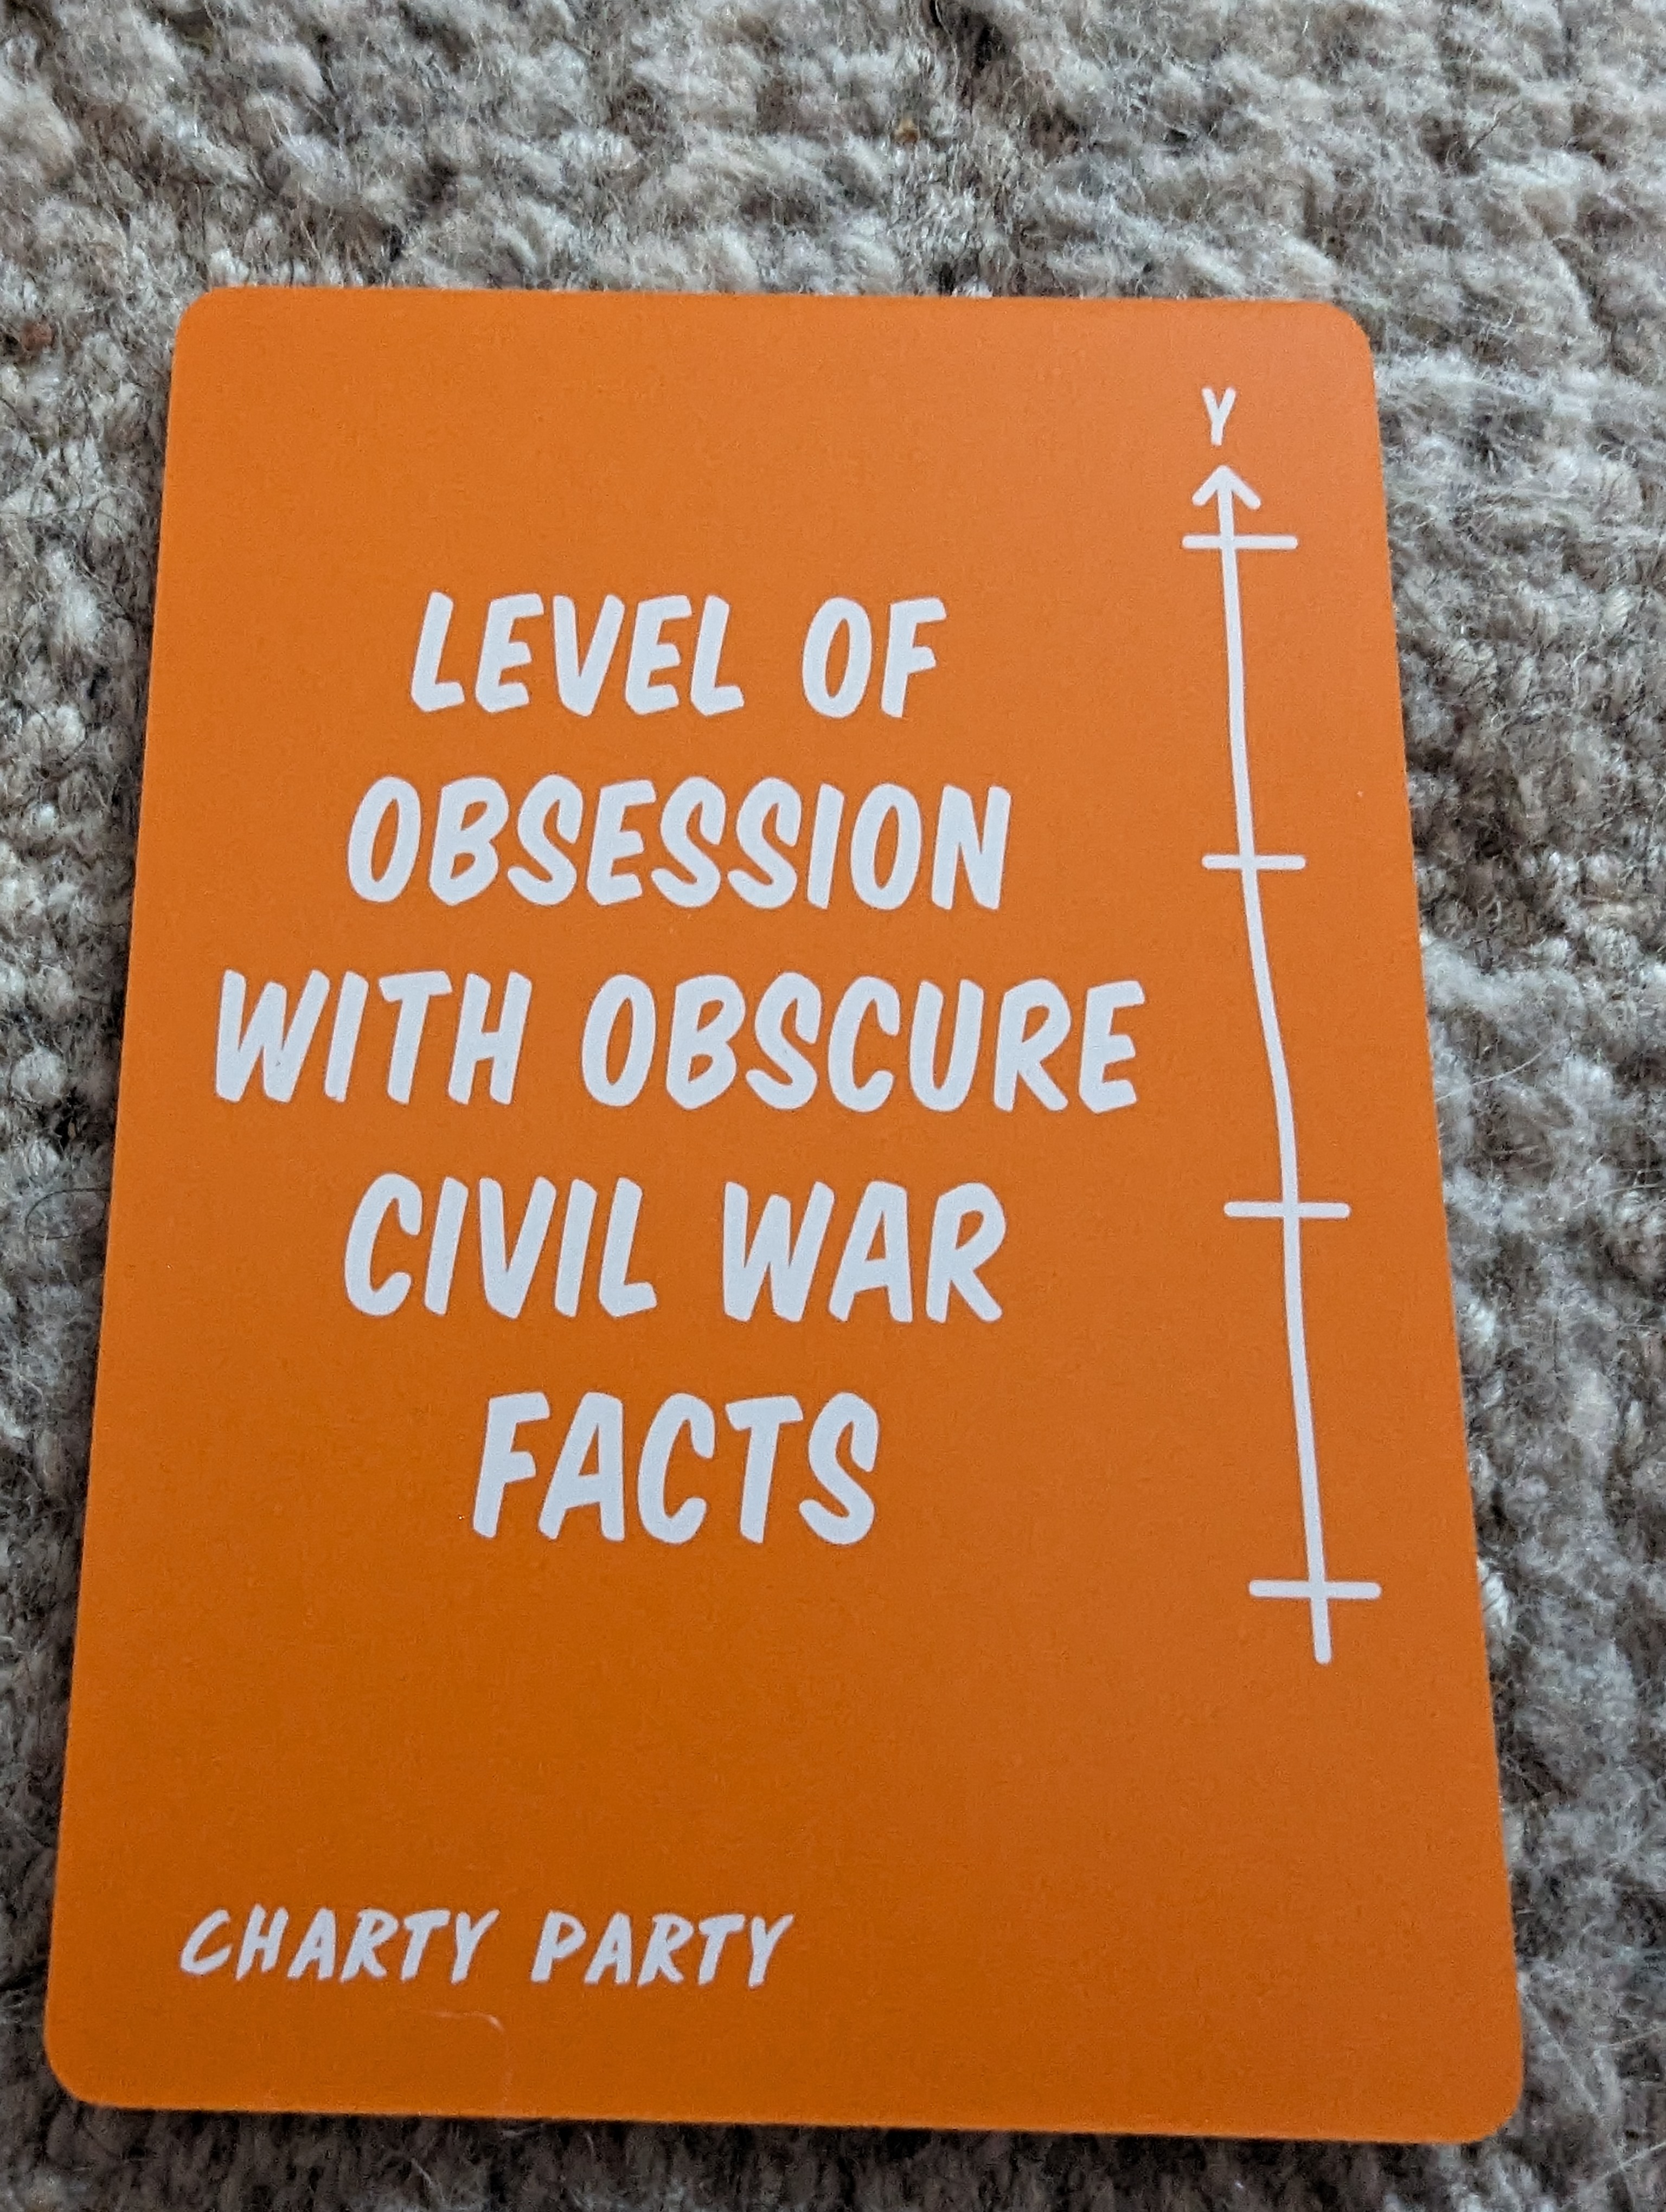 Y
LEVEL OF
OBSESSION
WITH OBSCURE
CIVIL WAR
FACTS
CHARTY PARTY